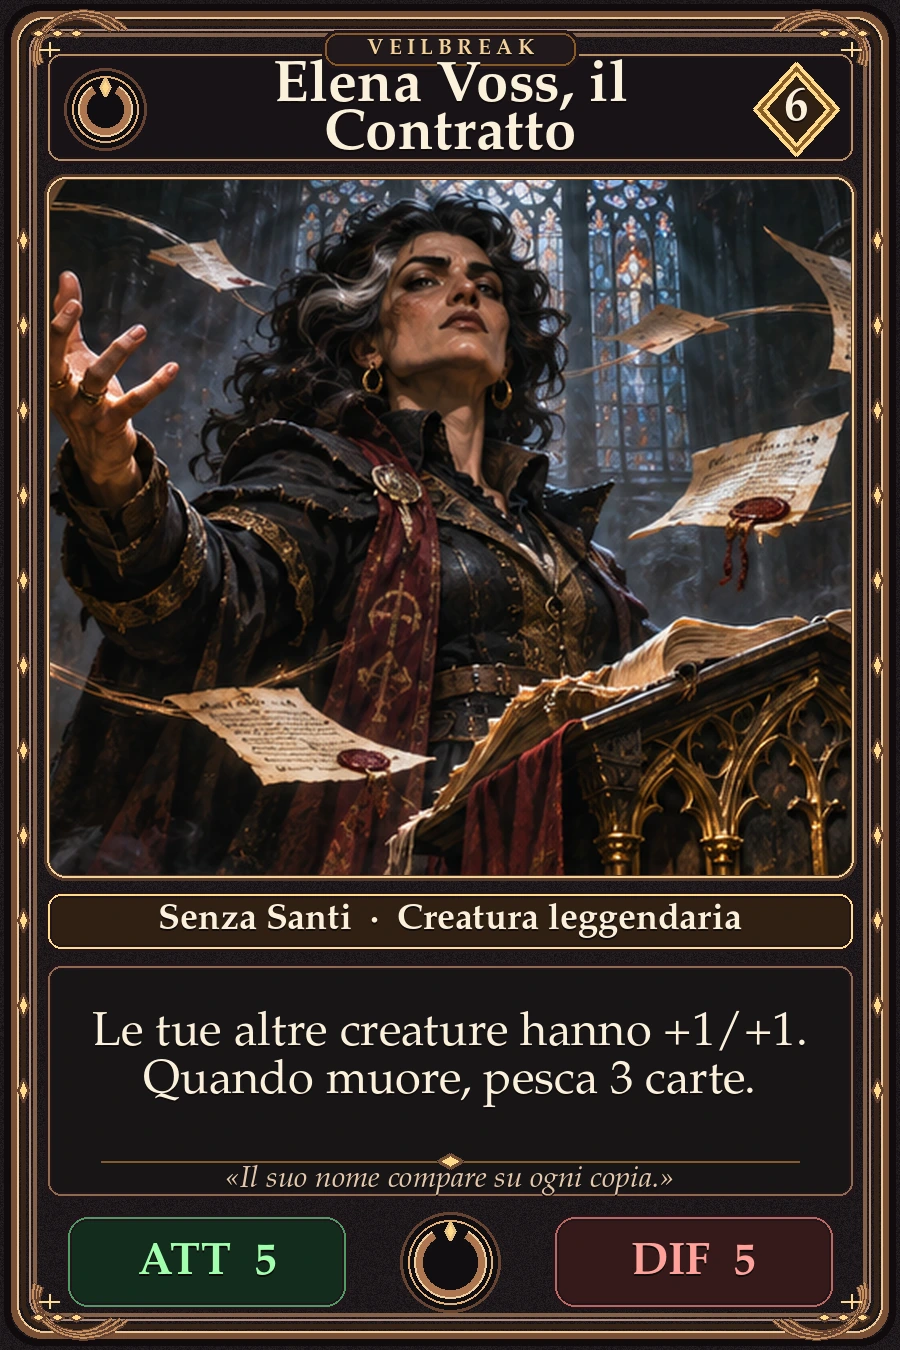 VEILBREAK
Elena Voss, il
Contratto
6
Senza Santi · Creatura leggendaria
Le tue altre creature hanno +1/+1.
Quando muore, pesca 3 carte.
«Il suo nome compare su ogni copia.»
ATT 5
DIF 5